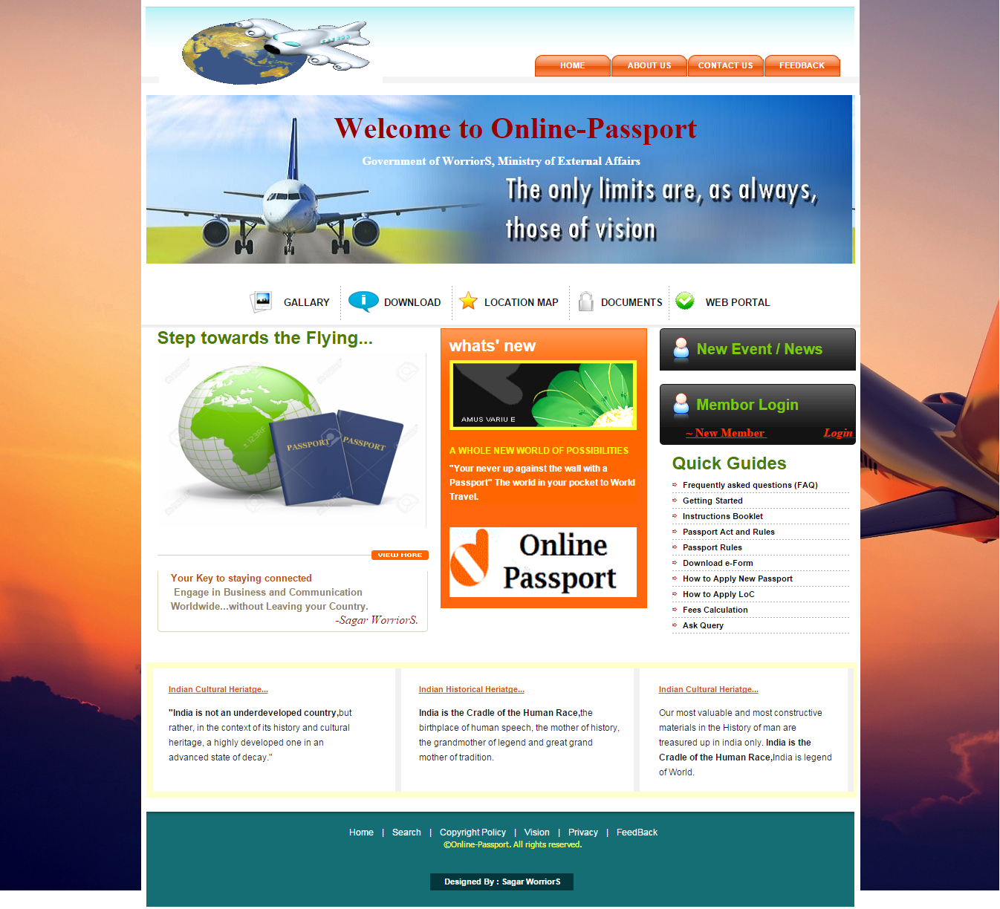 HOME
ABOUT US
CONTACT US
FEEDBACK
Welcome to Online-Passport
Government of WorriorS, Ministry of External Affairs
The only limits are, as always,
those of vision
GALLARY
DOWNLOAD
LOCATION MAP
DOCUMENTS
WEB PORTAL
Step towards the Flying...
PASSPORT
PASSPORT
VIEW MORE
Your Key to staying connected
Engage in Business and Communication
Worldwide...without Leaving your Country.
-Sagar WorriorS.
whats' new
AMUS VARIU E
A WHOLE NEW WORLD OF POSSIBILITIES
"Your never up against the wall with a
Passport" The world in your pocket to World
Travel.
Online
Passport
New Event / News
Membor Login
~ New Member
Login
Quick Guides
Frequently asked questions (FAQ)
Getting Started
Instructions Booklet
Passport Act and Rules
Passport Rules
Download e-Form
How to Apply New Passport
How to Apply LoC
Fees Calculation
Ask Query
Indian Cultural Heriatge...
"India is not an underdeveloped country,but
rather, in the context of its history and cultural
heritage, a highly developed one in an
advanced state of decay."
Indian Historical Heriatge...
India is the Cradle of the Human Race,the
birthplace of human speech, the mother of history,
the grandmother of legend and great grand
mother of tradition.
Indian Cultural Heriatge...
Our most valuable and most constructive
materials in the History of man are
treasured up in india only. India is the
Cradle of the Human Race,India is legend
of World.
Home | Search | Copyright Policy | Vision | Privacy | FeedBack
©Online-Passport. All rights reserved.
Designed By : Sagar WorriorS